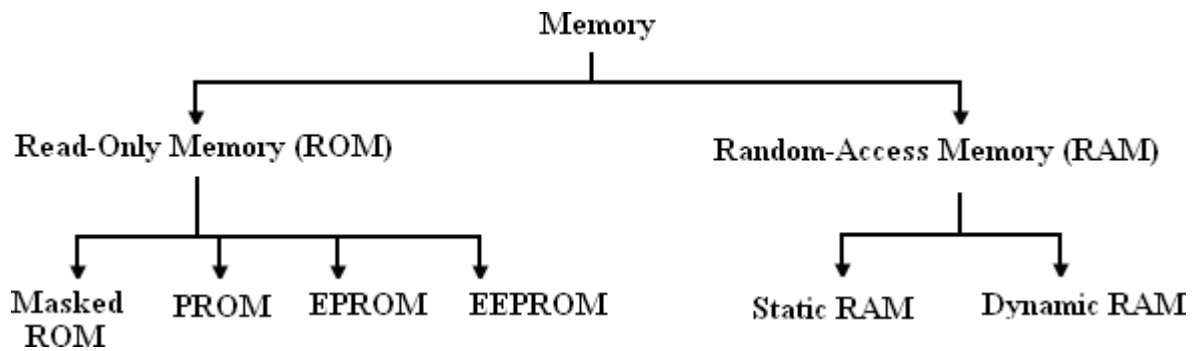 Memory
Read-Only Memory (ROM)
Random-Access Memory (RAM)
Masked
ROM
PROM
EPROM
EEPROM
Static RAM
Dynamic RAM